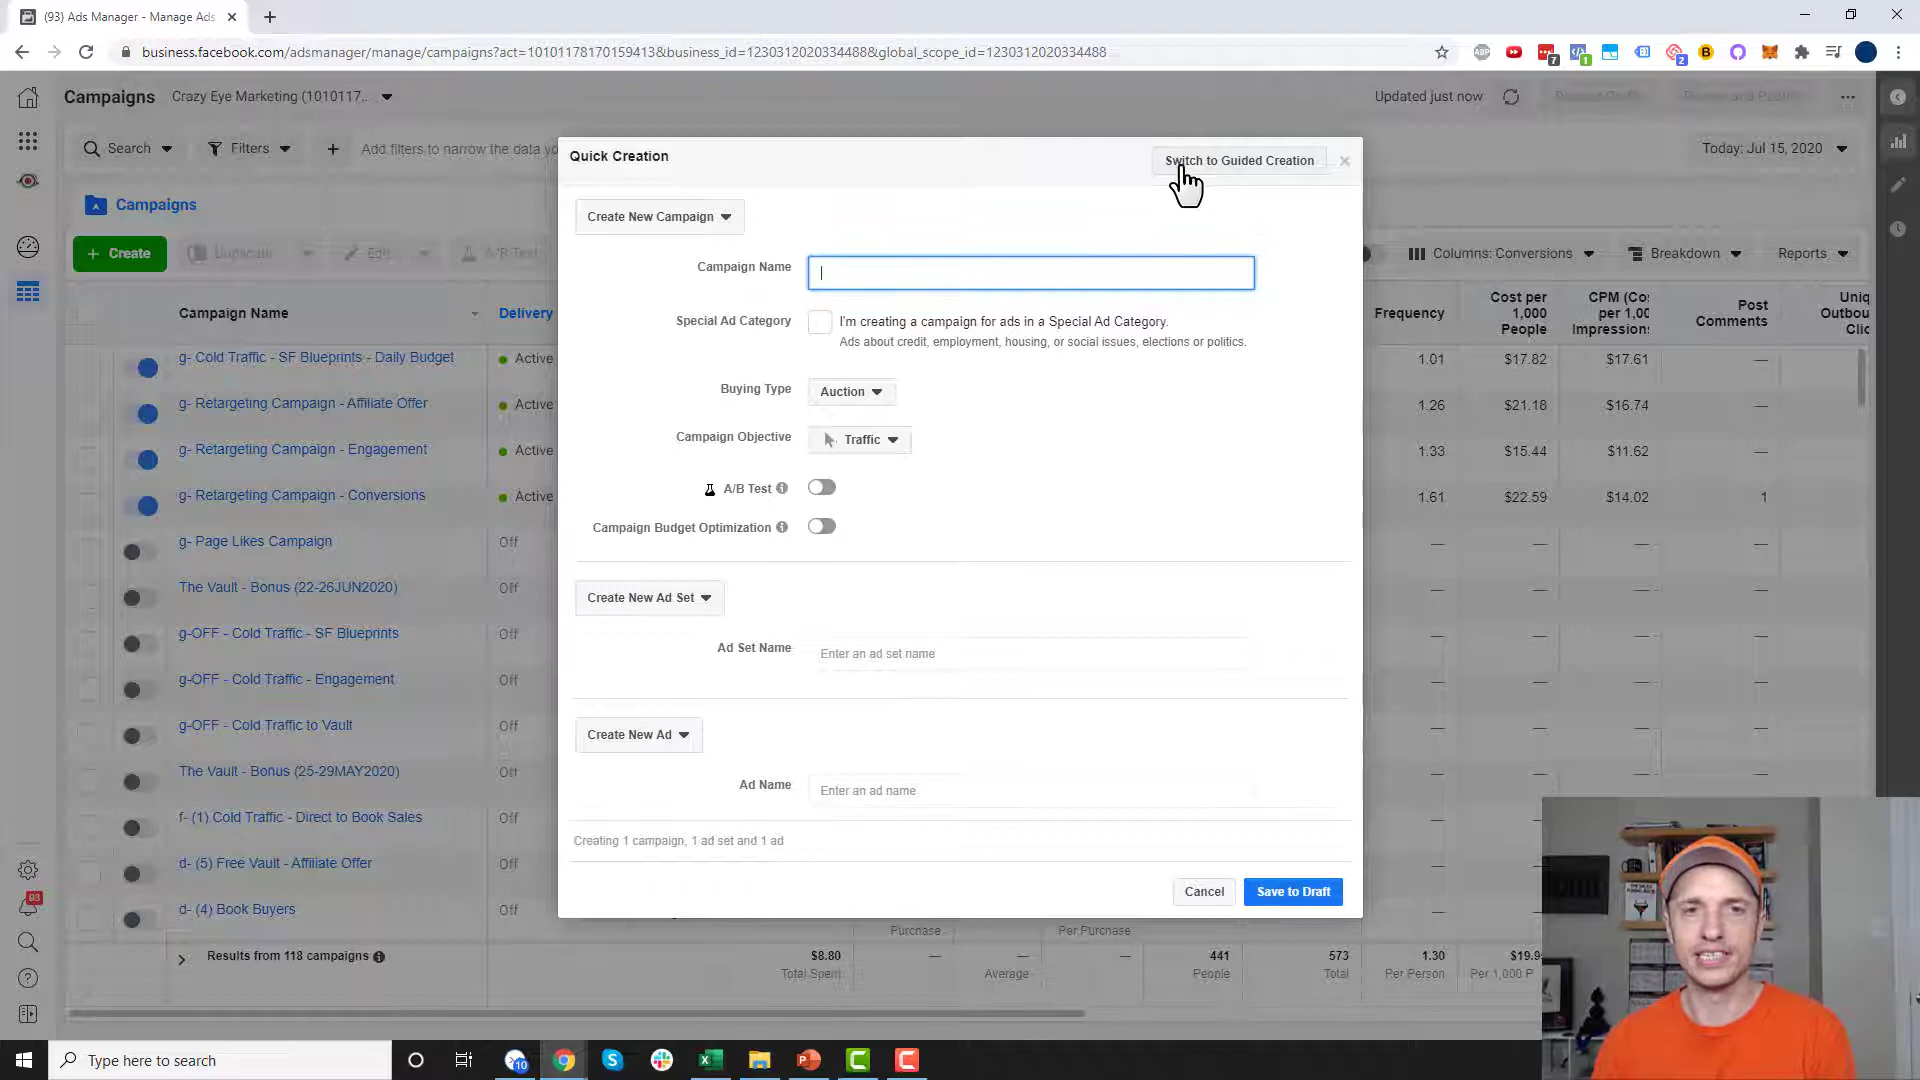 (93) Ads Manager - Manage Ads
business.facebook.com/adsmanager/manage/campaigns?act=10101178170159413&business_id=1230312020334488&global_scope_id=1230312020334488
Campaigns
Crazy Eye Marketing (1010117...
Updated just now
Search
Filters
Add filters to narrow the data yo
Today: Jul 15, 2020
Campaigns
Create
Duplicate
Edit
A/B Test
Columns: Conversions
Breakdown
Reports
Campaign Name
Delivery
Frequency
Cost per 1,000 People
CPM (Cos per 1,00 Impressions
Post Comments
Uniq Outbou Clic
g- Cold Traffic - SF Blueprints - Daily Budget
Active
1.01
$17.82
$17.61
—
g- Retargeting Campaign - Affiliate Offer
Active
1.26
$21.18
$16.74
—
g- Retargeting Campaign - Engagement
Active
1.33
$15.44
$11.62
—
g- Retargeting Campaign - Conversions
Active
1.61
$22.59
$14.02
1
g- Page Likes Campaign
Off
The Vault - Bonus (22-26JUN2020)
Off
g-OFF - Cold Traffic - SF Blueprints
Off
g-OFF - Cold Traffic - Engagement
Off
g-OFF - Cold Traffic to Vault
Off
The Vault - Bonus (25-29MAY2020)
Off
f- (1) Cold Traffic - Direct to Book Sales
Off
d- (5) Free Vault - Affiliate Offer
Off
d- (4) Book Buyers
Off
Purchase
Per Purchase
Results from 118 campaigns
$8.80
—
—
—
441
573
1.30
$19.9
Total Spent
Average
People
Total
Per Person
Per 1,000 P
Quick Creation
Switch to Guided Creation
Create New Campaign
Campaign Name
Special Ad Category
I'm creating a campaign for ads in a Special Ad Category.
Ads about credit, employment, housing, or social issues, elections or politics.
Buying Type
Auction
Campaign Objective
Traffic
A/B Test
Campaign Budget Optimization
Create New Ad Set
Ad Set Name
Enter an ad set name
Create New Ad
Ad Name
Enter an ad name
Creating 1 campaign, 1 ad set and 1 ad
Cancel
Save to Draft
93
Type here to search
10
ABP
7
1
2